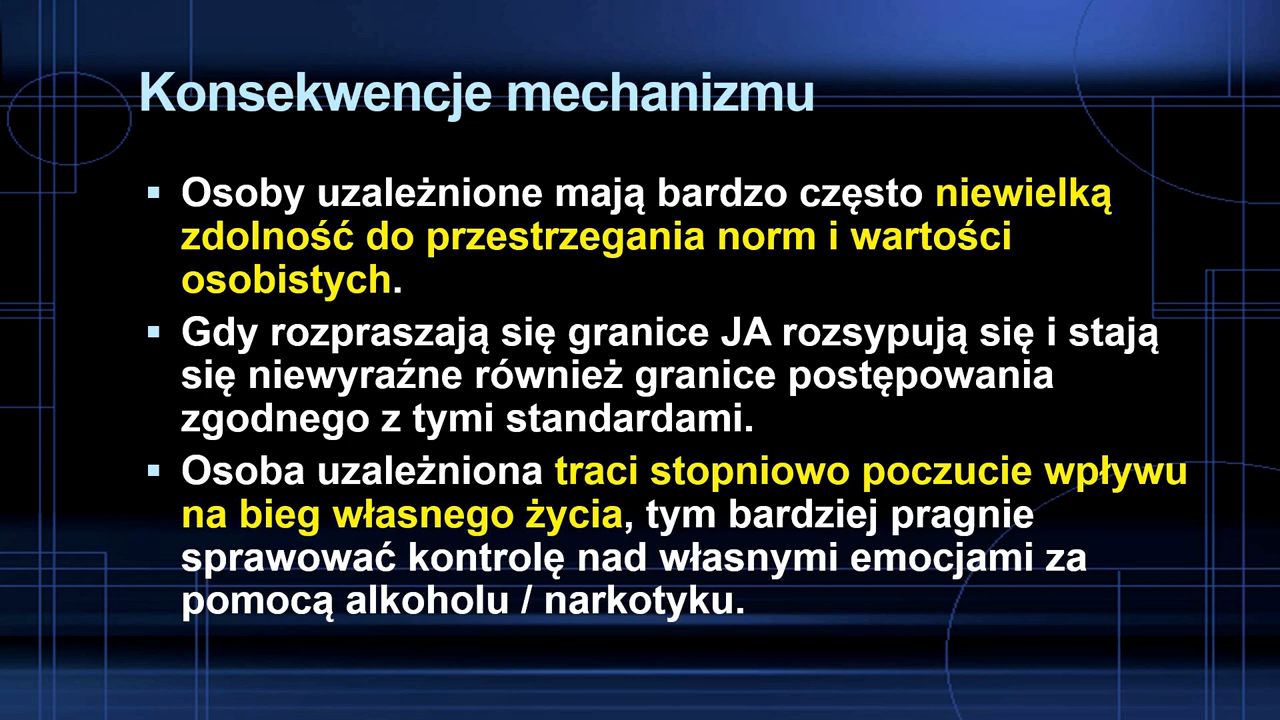 Konsekwencje mechanizmu
▪ Osoby uzależnione mają bardzo często niewielką
zdolność do przestrzegania norm i wartości
osobistych.
▪ Gdy rozpraszają się granice JA rozsypują się i stają
się niewyraźne również granice postępowania
zgodnego z tymi standardami.
▪ Osoba uzależniona traci stopniowo poczucie wpływu
na bieg własnego życia, tym bardziej pragnie
sprawować kontrolę nad własnymi emocjami za
pomocą alkoholu / narkotyku.